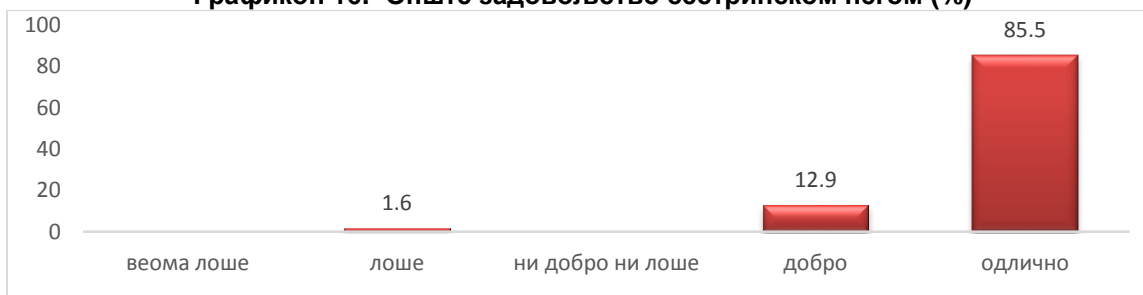 Графикон 16. Опште задовољство сестринском негом (%)
100
80
60
40
20
0
1.6
12.9
85.5
веома лоше
лоше
ни добро ни лоше
добро
одлично